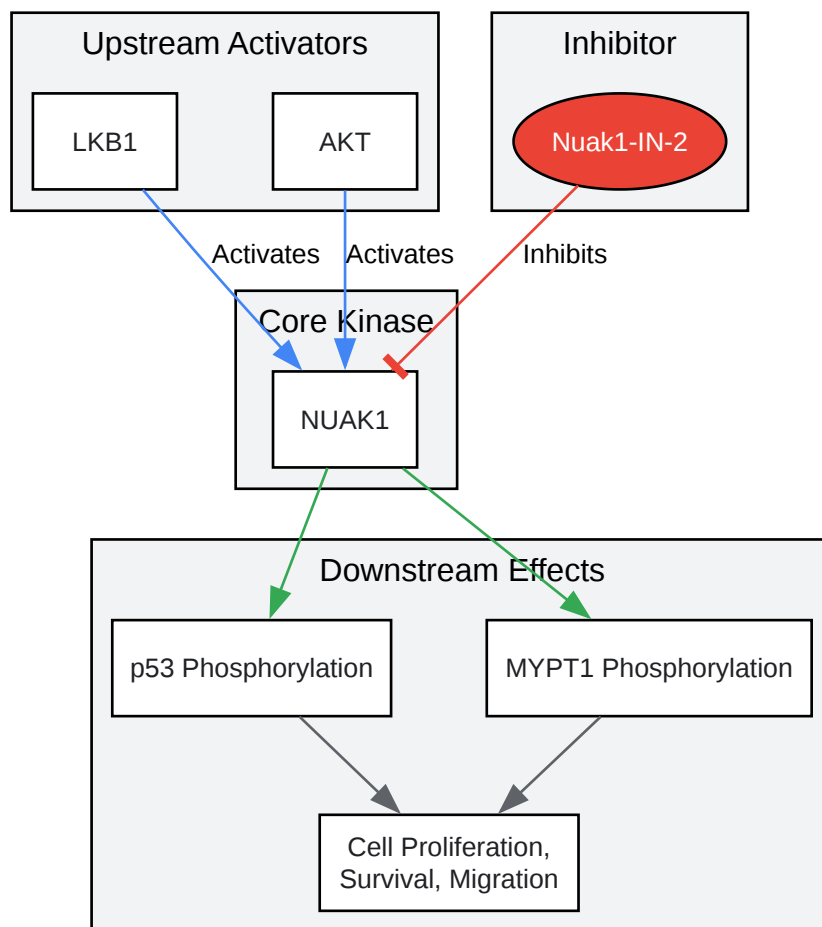 Upstream Activators
Inhibitor
LKB1
AKT
Nuak1-IN-2
Activates
Activates
Inhibits
Core Kinase
NUAK1
Downstream Effects
p53 Phosphorylation
MYPT1 Phosphorylation
Cell Proliferation,
Survival, Migration